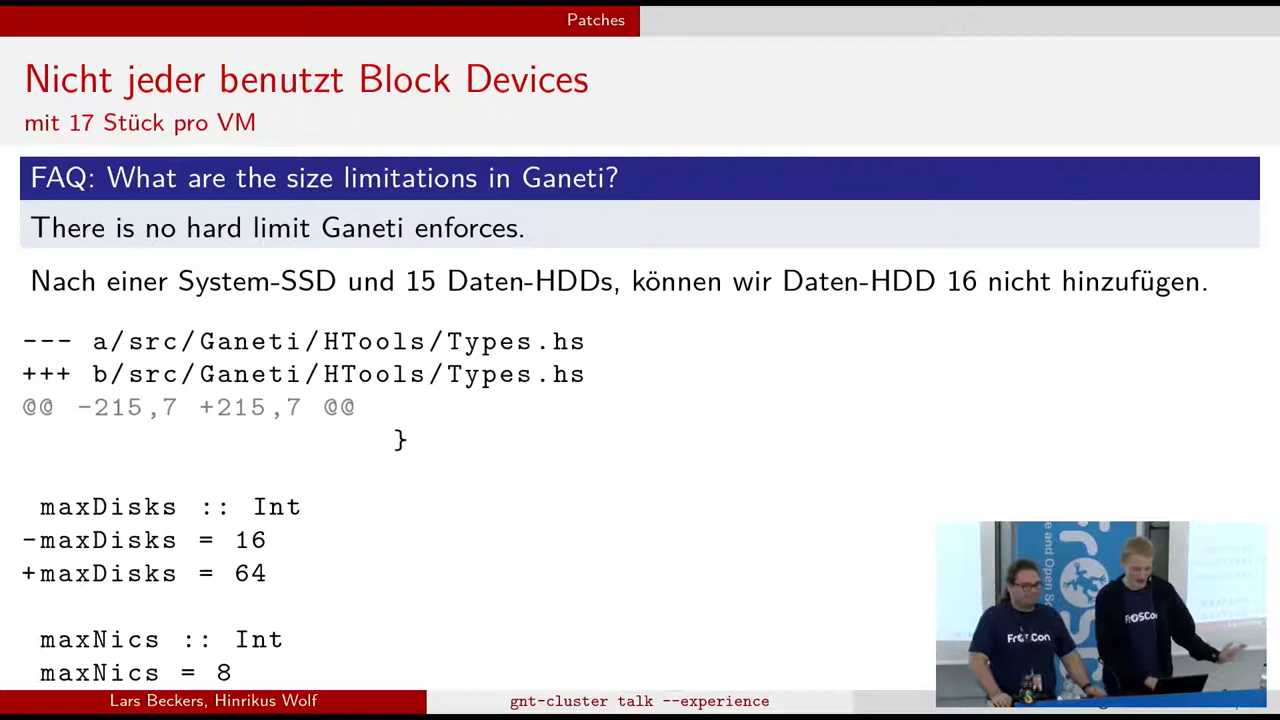 Patches
Nicht jeder benutzt Block Devices
mit 17 Stück pro VM
FAQ: What are the size limitations in Ganeti?
There is no hard limit Ganeti enforces.
Nach einer System-SSD und 15 Daten-HDDs, können wir Daten-HDD 16 nicht hinzufügen.
--- a/src/Ganeti/HTools/Types.hs
+++ b/src/Ganeti/HTools/Types.hs
@@ -215,7 +215,7 @@
}
maxDisks :: Int
-maxDisks = 16
+maxDisks = 64
maxNics :: Int
maxNics = 8
FrOSCon
FrOSCon
Lars Beckers, Hinrikus Wolf
gnt-cluster talk --experience